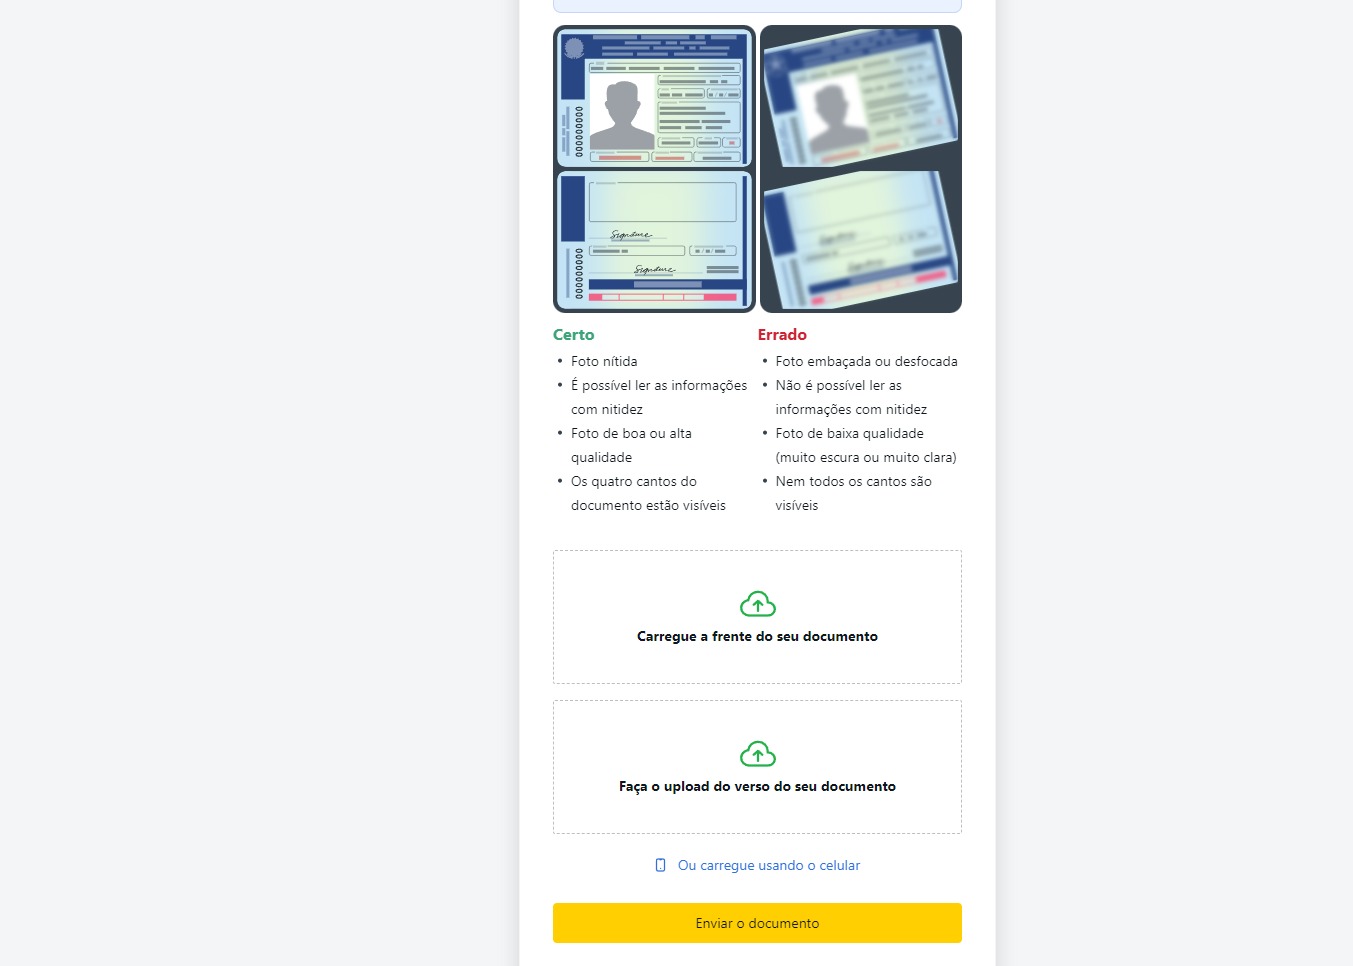 00000000
Signature
00000000
Signature
Certo
• Foto nítida
• É possível ler as informações
com nitidez
• Foto de boa ou alta
qualidade
• Os quatro cantos do
documento estão visíveis
Errado
• Foto embaçada ou desfocada
• Não é possível ler as
informações com nitidez
• Foto de baixa qualidade
(muito escura ou muito clara)
• Nem todos os cantos são
visíveis
Carregue a frente do seu documento
Faça o upload do verso do seu documento
Ou carregue usando o celular
Enviar o documento